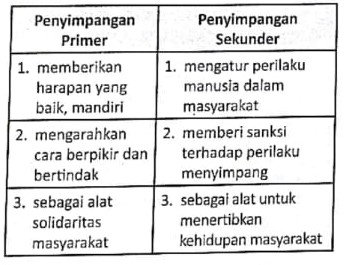 Penyimpangan Primer
Penyimpangan Sekunder
1. memberikan harapan yang baik, mandiri
1. mengatur perilaku manusia dalam masyarakat
2. mengarahkan cara berpikir dan bertindak
2. memberi sanksi terhadap perilaku menyimpang
3. sebagai alat solidaritas masyarakat
3. sebagai alat untuk menertibkan kehidupan masyarakat